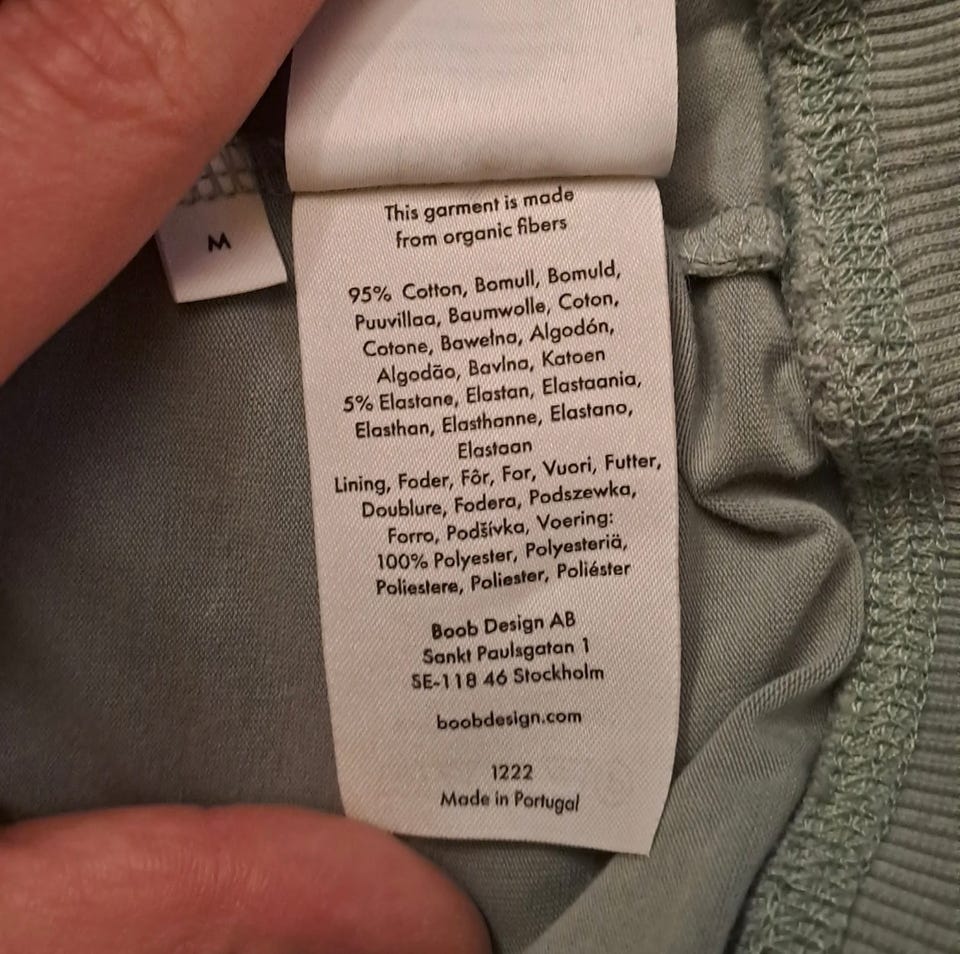 M
This garment is made
from organic fibers
95% Cotton, Bomull, Bomuld,
Puuvillaa, Baumwolle, Coton,
Cotone, Bawełna, Algodón,
Algodão, Bavlna, Katoen
5% Elastane, Elastan, Elastaania,
Elasthan, Elasthanne, Elastano,
Elastaan
Lining, Foder, Fôr, For, Vuori, Futter,
Doublure, Fodera, Podszewka,
Forro, Podšívka, Voering:
100% Polyester, Polyesteriä,
Poliestere, Poliester, Poliéster
Boob Design AB
Sankt Paulsgatan 1
SE-118 46 Stockholm
boobdesign.com
1222
Made in Portugal